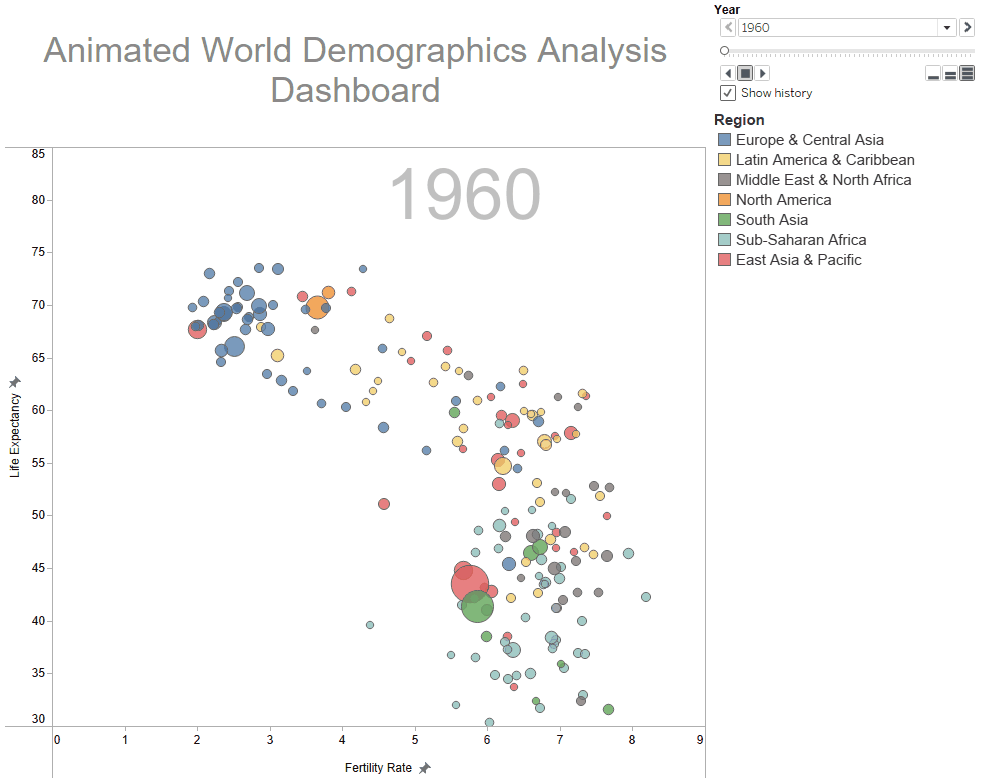 Animated World Demographics Analysis
Dashboard
Year
1960
Show history
Region
Europe & Central Asia
Latin America & Caribbean
Middle East & North Africa
North America
South Asia
Sub-Saharan Africa
East Asia & Pacific
1960
85
80
75
70
65
60
55
50
45
40
35
30
Life Expectancy
0 1 2 3 4 5 6 7 8 9
Fertility Rate